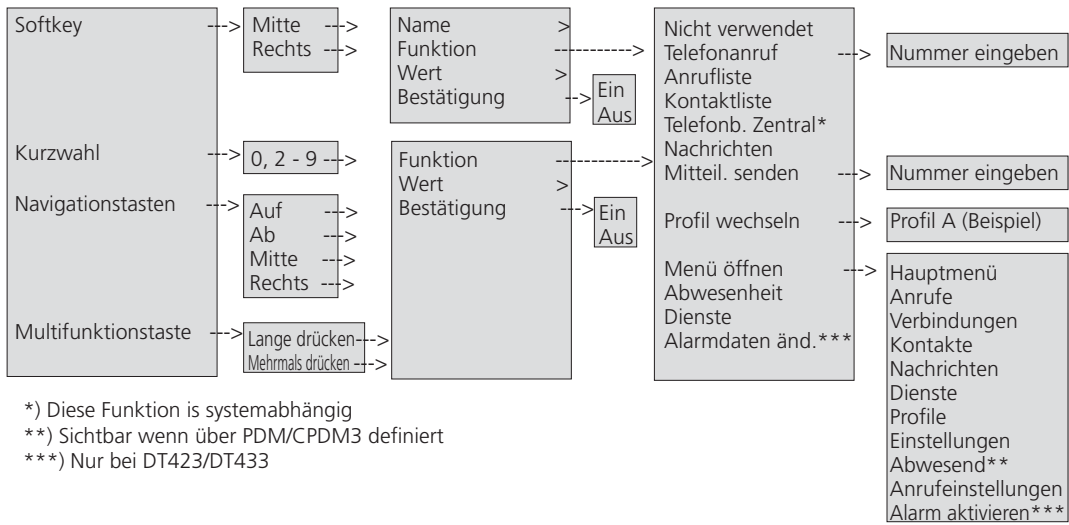 Softkey ---> Mitte --->
Rechts --->
Name >
Funktion ----------->
Wert >
Bestätigung --> Ein
Aus
Kurzwahl ---> 0, 2 - 9 --->
Navigationstasten ---> Auf --->
Ab --->
Mitte --->
Rechts --->
Multifunktionstaste ---> Lange drücken--->
Mehrmals drücken --->
Funktion ----------->
Wert >
Bestätigung ---> Ein
Aus
Nicht verwendet
Telefonanruf ---> Nummer eingeben
Anrufliste
Kontaktliste
Telefonb. Zentral*
Nachrichten
Mitteil. senden ---> Nummer eingeben
Profil wechseln ---> Profil A (Beispiel)
Menü öffnen --->
Abwesenheit
Dienste
Alarmdaten änd.***
Hauptmenü
Anrufe
Verbindungen
Kontakte
Nachrichten
Dienste
Profile
Einstellungen
Abwesend**
Anrufeinstellungen
Alarm aktivieren***
*) Diese Funktion is systemabhängig
**) Sichtbar wenn über PDM/CPDM3 definiert
***) Nur bei DT423/DT433